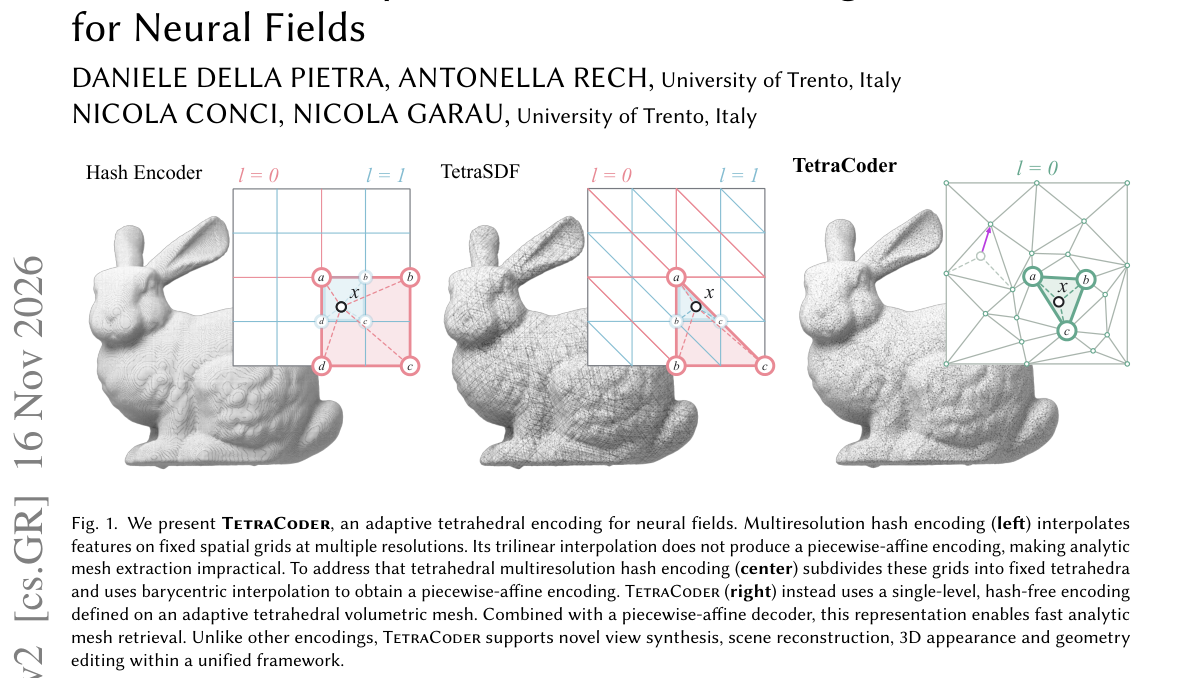 for Neural Fields
DANIELE DELLA PIETRA, ANTONELLA RECH, University of Trento, Italy
NICOLA CONCI, NICOLA GARAU, University of Trento, Italy
Hash Encoder
l = 0
l = 1
a
b
b
x
d
c
d
c
TetraSDF
l = 0
l = 1
a
x
b
c
b
c
TetraCoder
l = 0
a
b
x
c
Fig. 1. We present TETRACODER, an adaptive tetrahedral encoding for neural fields. Multiresolution hash encoding (left) interpolates
features on fixed spatial grids at multiple resolutions. Its trilinear interpolation does not produce a piecewise-affine encoding, making analytic
mesh extraction impractical. To address that tetrahedral multiresolution hash encoding (center) subdivides these grids into fixed tetrahedra
and uses barycentric interpolation to obtain a piecewise-affine encoding. TETRACODER (right) instead uses a single-level, hash-free encoding
defined on an adaptive tetrahedral volumetric mesh. Combined with a piecewise-affine decoder, this representation enables fast analytic
mesh retrieval. Unlike other encodings, TETRACODER supports novel view synthesis, scene reconstruction, 3D appearance and geometry
editing within a unified framework.
v2 [cs.GR] 16 Nov 2026